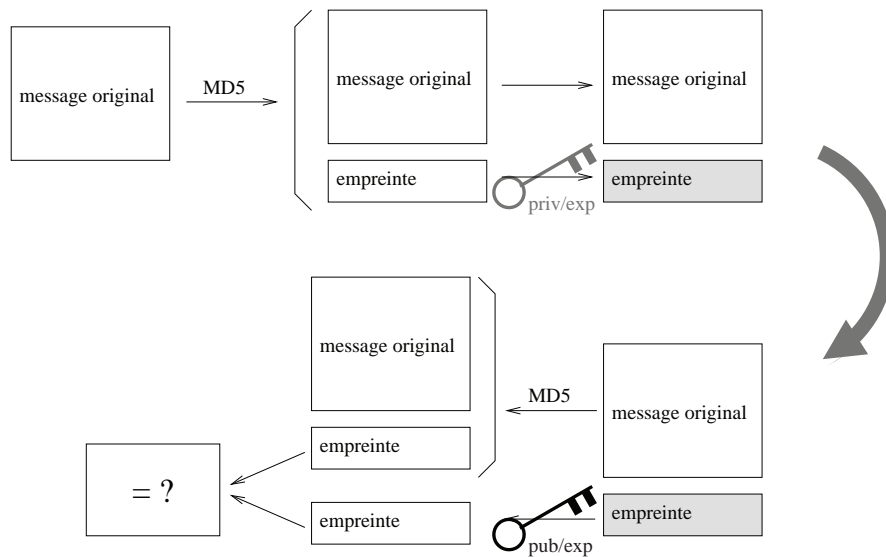 message original
MD5
message original
message original
empreinte
priv/exp
empreinte
message original
MD5
message original
empreinte
= ?
empreinte
pub/exp
empreinte